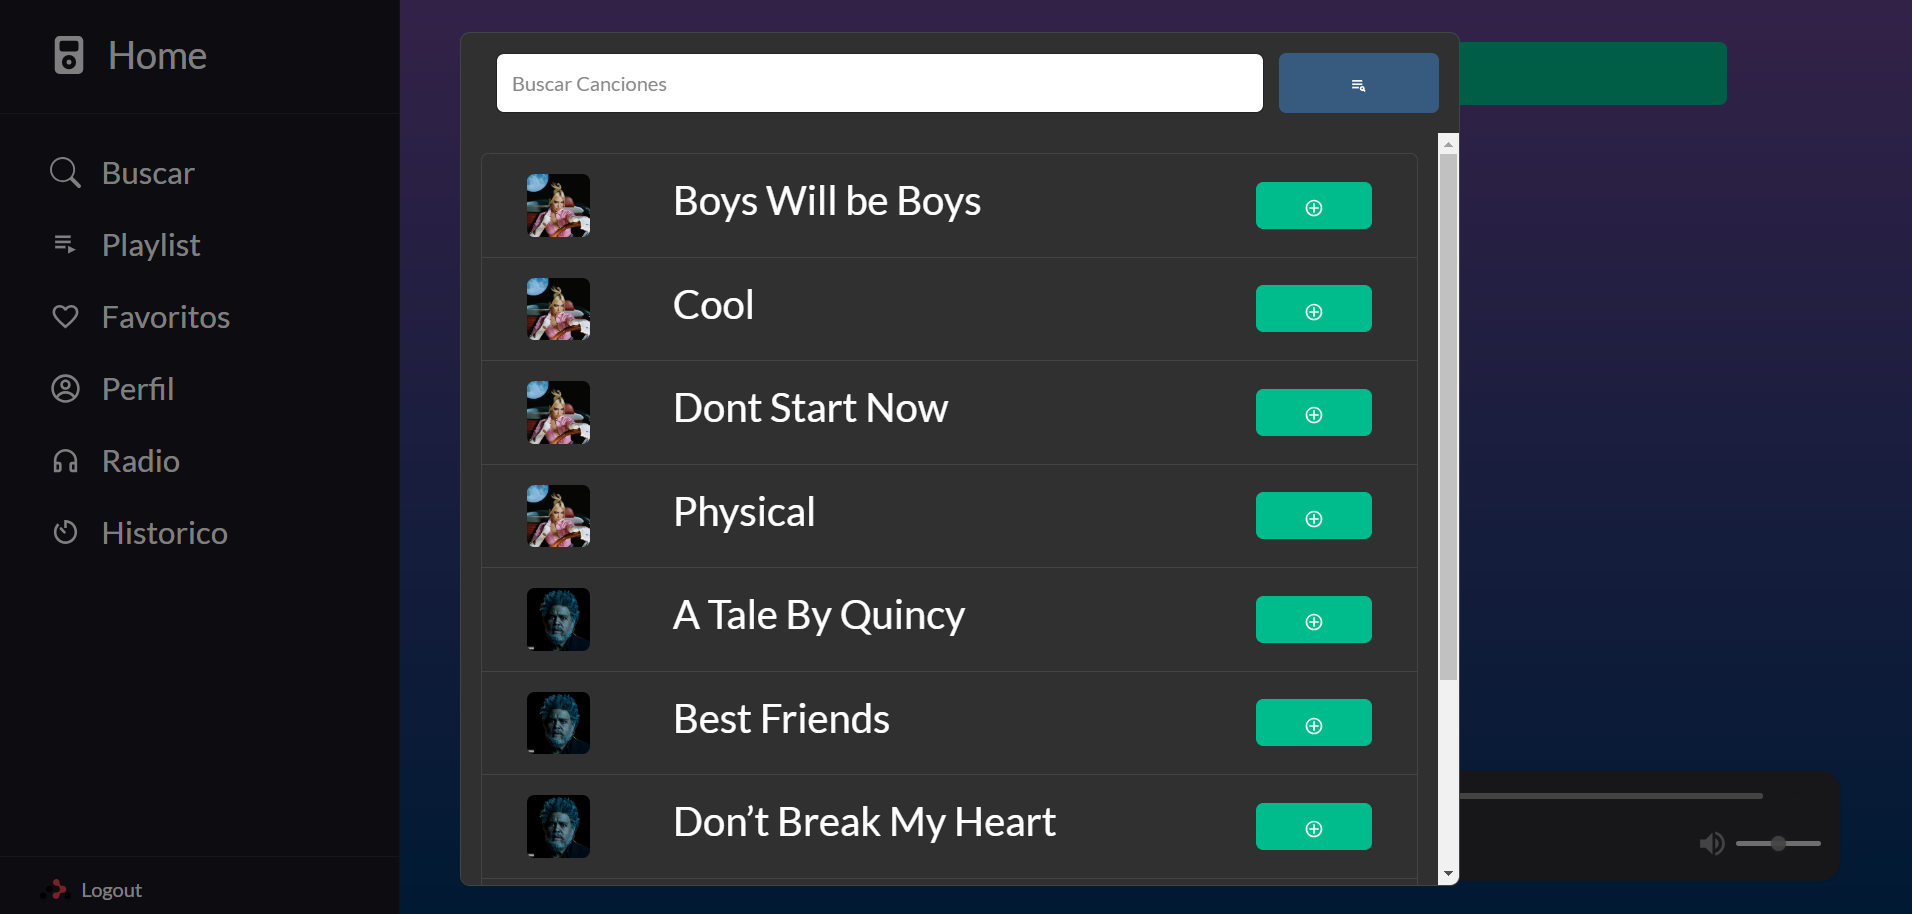 Home
Buscar
Playlist
Favoritos
Perfil
Radio
Historico
Logout
Buscar Canciones
Boys Will be Boys
Cool
Dont Start Now
Physical
A Tale By Quincy
Best Friends
Don’t Break My Heart